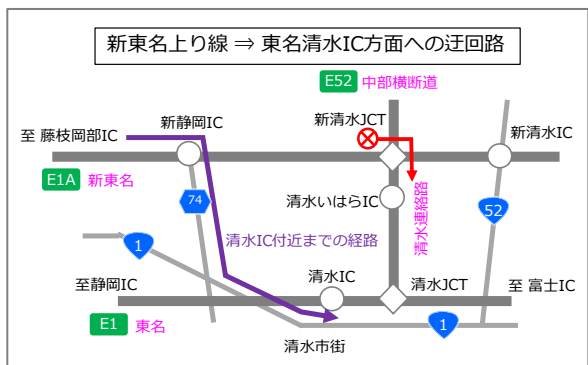 新東名上り線 ⇒ 東名清水IC方面への迂回路
E52 中部横断道
新静岡IC
新清水JCT
新清水IC
至 藤枝岡部IC
E1A 新東名
74
清水いはらIC
清水連絡路
52
1
清水IC付近までの経路
至静岡IC
清水IC
清水JCT
至 富士IC
E1 東名
清水市街
1